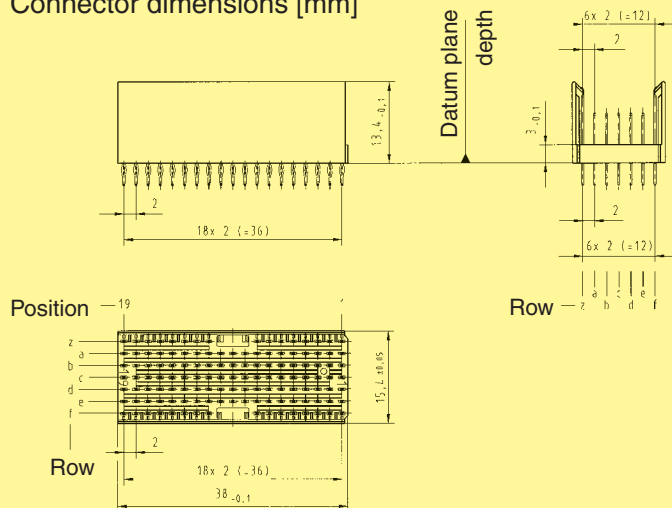 Connector dimensions [mm]
6x 2 (=12)
2
Datum plane
depth
13,4 -0,1
3 -0,1
2
18x 2 (=36)
2
6x 2 (=12)
Position
19
Row
z a b c d e f
z
a
b
c
d
e
f
15,4 ±0,05
Row
2
18x 2 (=36)
38 -0,1